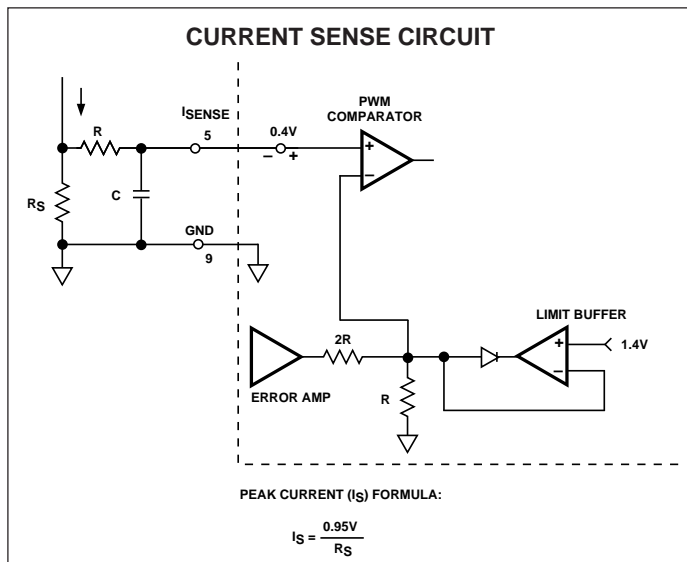 CURRENT SENSE CIRCUIT
ISENSE
5
0.4V
– +
PWM
COMPARATOR
+
–
R
RS
C
GND
9
LIMIT BUFFER
+
–
1.4V
2R
ERROR AMP
R
PEAK CURRENT (IS) FORMULA:
IS = 0.95V
RS